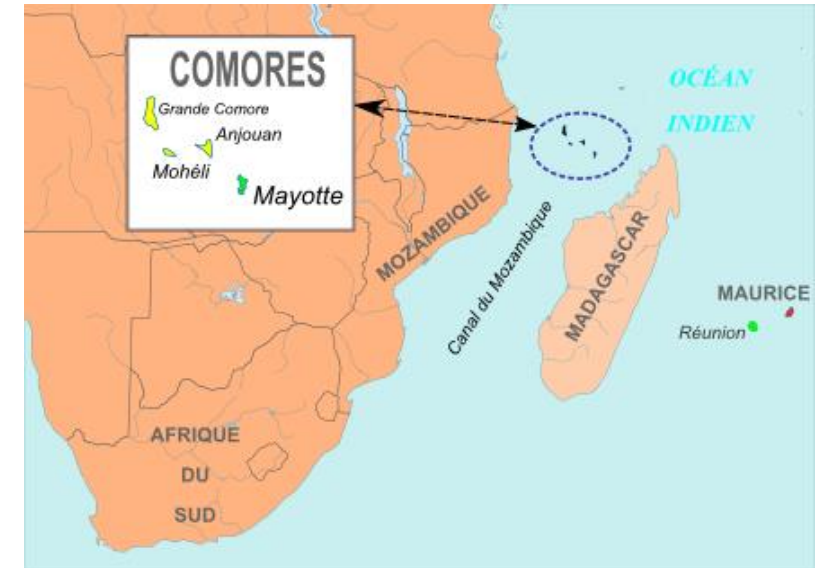 COMORES
Grande Comore
Anjouan
Mohéli
Mayotte
OCÉAN
INDIEN
MOZAMBIQUE
Canal du Mozambique
MADAGASCAR
MAURICE
Réunion
AFRIQUE
DU
SUD